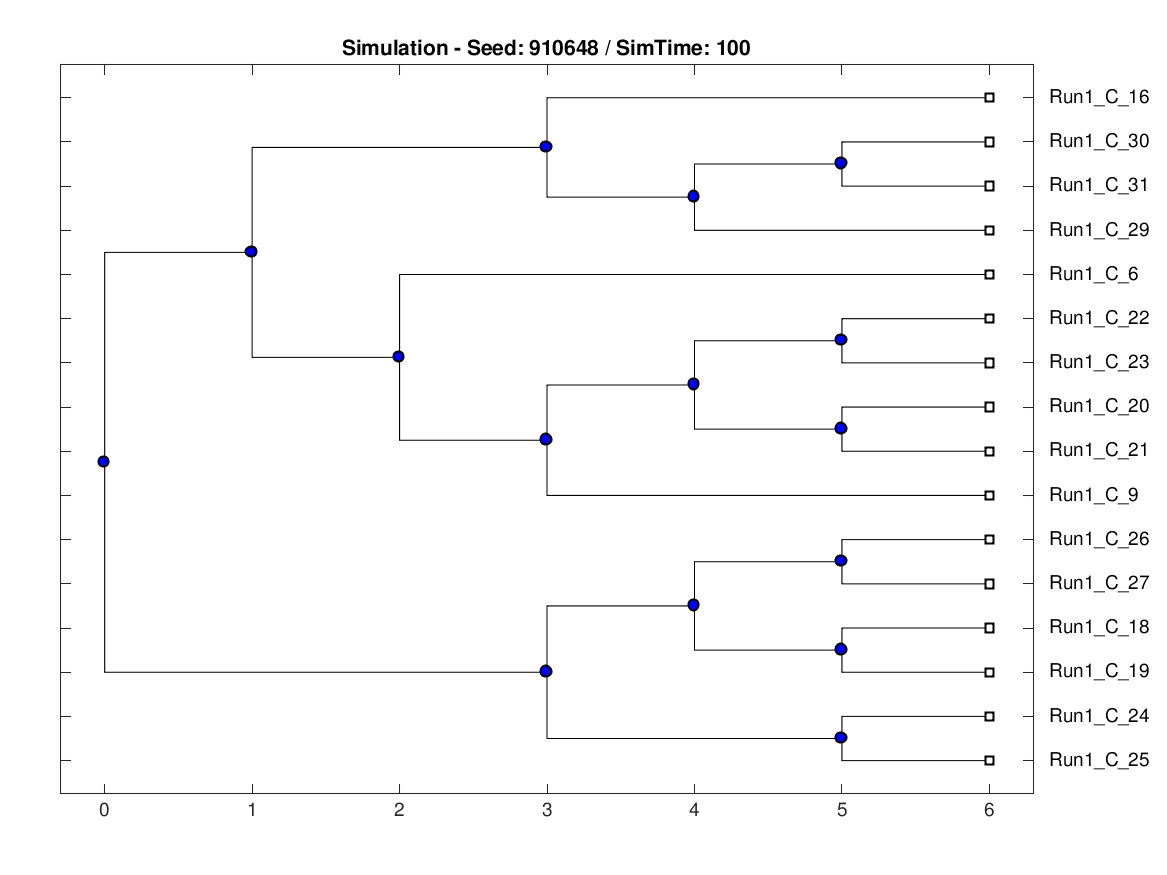 Simulation - Seed: 910648 / SimTime: 100
Run1_C_16
Run1_C_30
Run1_C_31
Run1_C_29
Run1_C_6
Run1_C_22
Run1_C_23
Run1_C_20
Run1_C_21
Run1_C_9
Run1_C_26
Run1_C_27
Run1_C_18
Run1_C_19
Run1_C_24
Run1_C_25
0 1 2 3 4 5 6